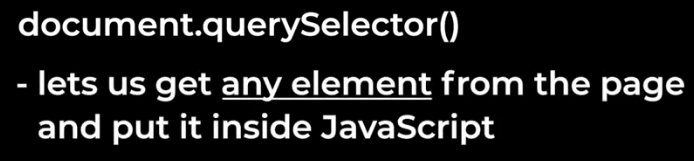 document.querySelector()
- lets us get any element from the page
and put it inside JavaScript